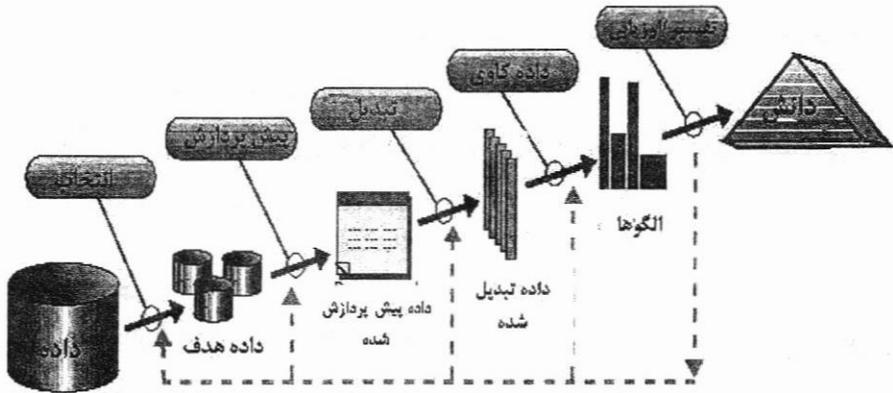 تفسیر / ارزیابی
داده کاوی
تبدیل
پیش پردازش
انتخاب
دانش
الگوها
داده تبدیل
شده
داده پیش پردازش
شده
داده هدف
داده